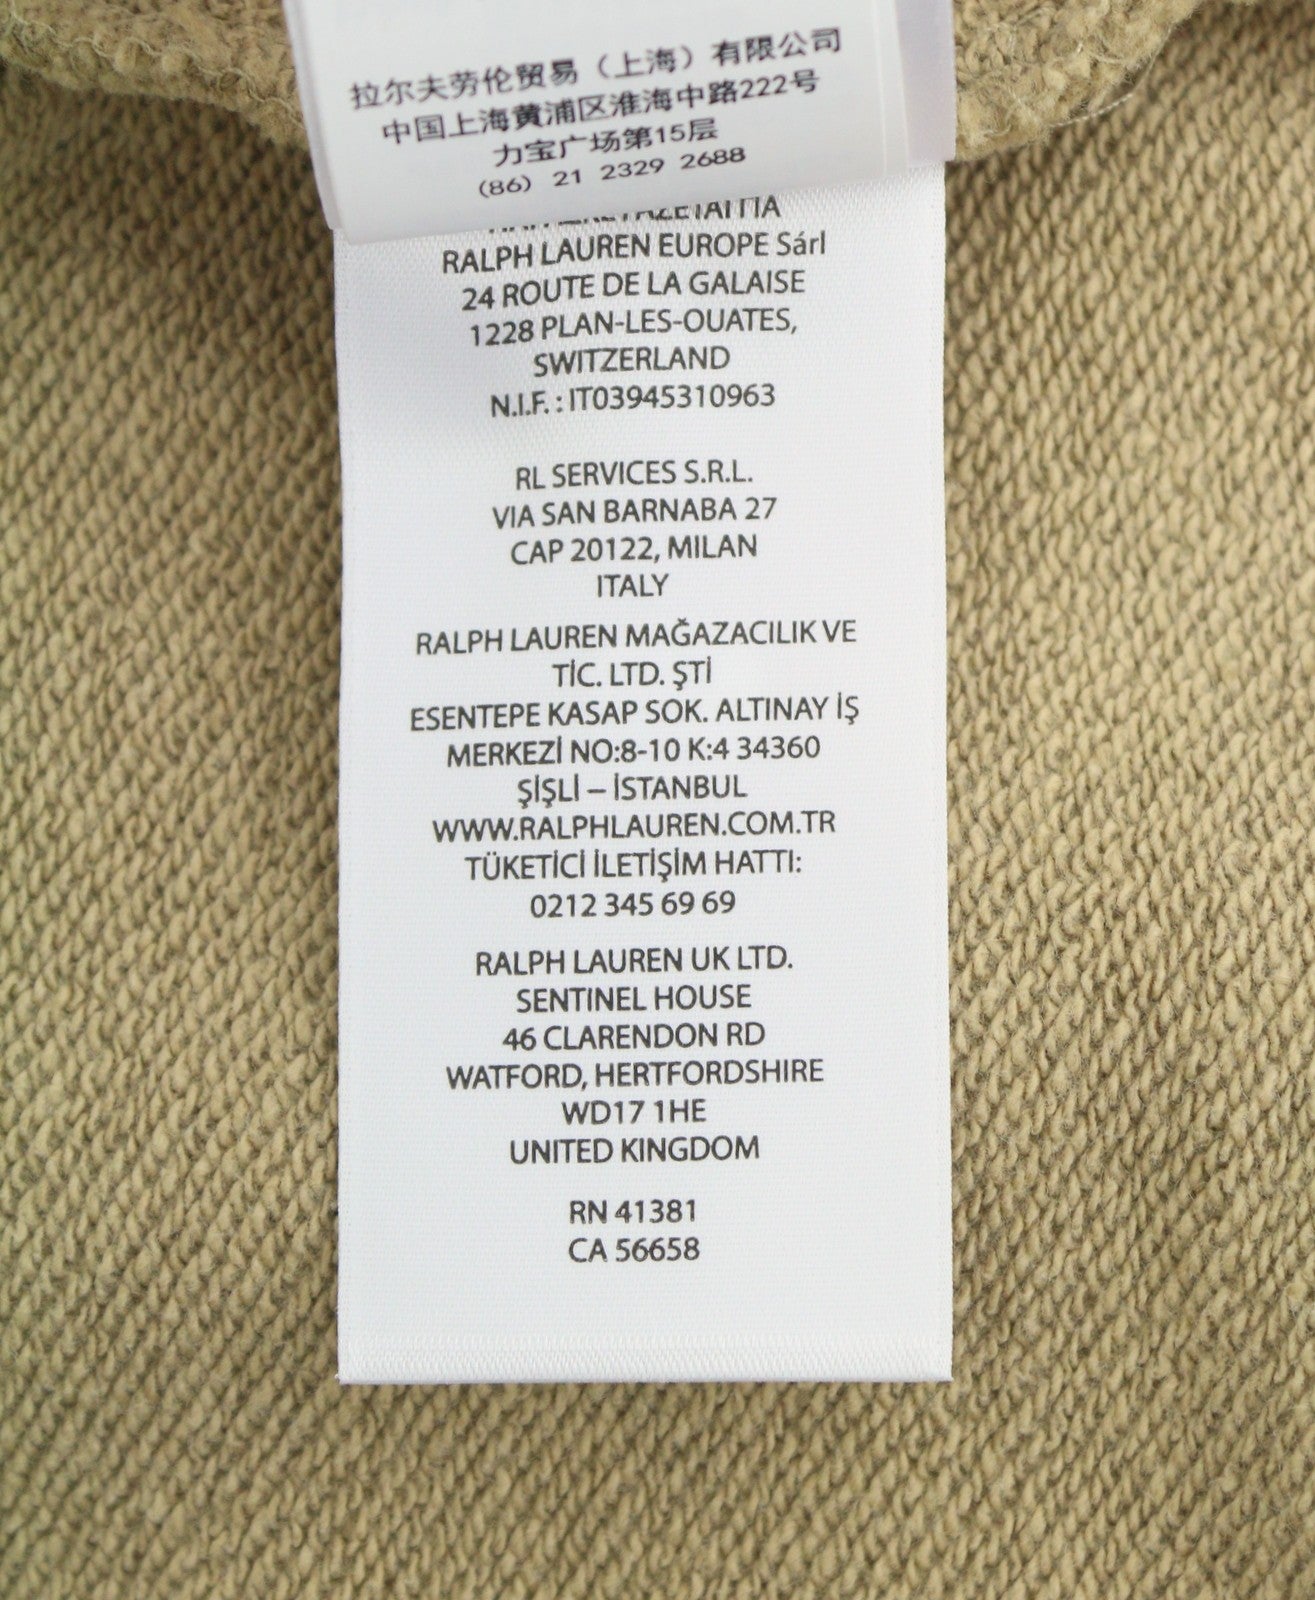 拉尔夫劳伦贸易（上海）有限公司
中国上海黄浦区淮海中路222号
力宝广场第15层
(86) 21 2329 2688
RALPH LAUREN EUROPE Sárl
24 ROUTE DE LA GALAISE
1228 PLAN-LES-OUATES,
SWITZERLAND
N.I.F. : IT03945310963
RL SERVICES S.R.L.
VIA SAN BARNABA 27
CAP 20122, MILAN
ITALY
RALPH LAUREN MAĞAZACILIK VE
TİC. LTD. ŞTİ
ESENTEPE KASAP SOK. ALTINAY İŞ
MERKEZİ NO:8-10 K:4 34360
ŞİŞLİ – İSTANBUL
WWW.RALPHLAUREN.COM.TR
TÜKETİCİ İLETİŞİM HATTI:
0212 345 69 69
RALPH LAUREN UK LTD.
SENTINEL HOUSE
46 CLARENDON RD
WATFORD, HERTFORDSHIRE
WD17 1HE
UNITED KINGDOM
RN 41381
CA 56658